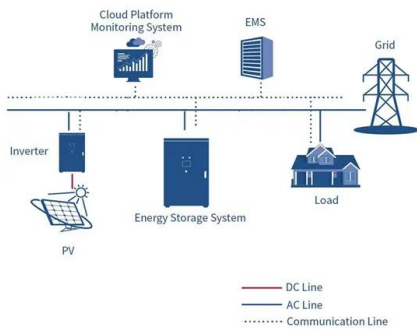 Cloud Platform
Monitoring System
EMS
Grid
Inverter
Energy Storage System
Load
PV
DC Line
AC Line
Communication Line